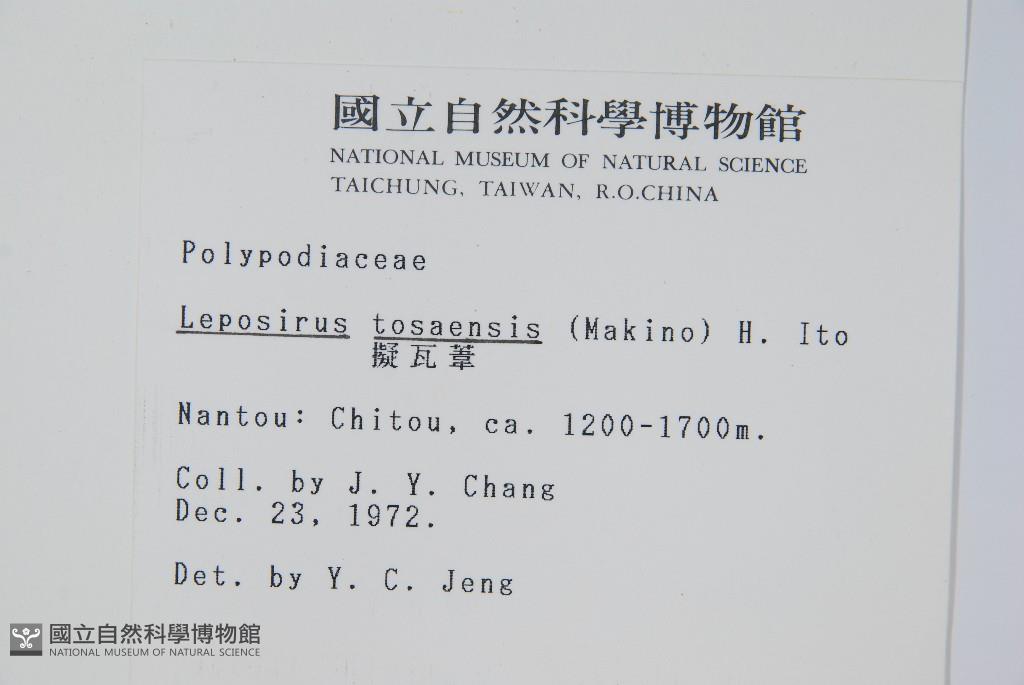 國立自然科學博物館
NATIONAL MUSEUM OF NATURAL SCIENCE
TAICHUNG, TAIWAN, R.O.CHINA
Polypodiaceae
Leposirus tosaensis (Makino) H. Ito
擬瓦葦
Nantou: Chitou, ca. 1200-1700m.
Coll. by J. Y. Chang
Dec. 23, 1972.
Det. by Y. C. Jeng
國立自然科學博物館
NATIONAL MUSEUM OF NATURAL SCIENCE